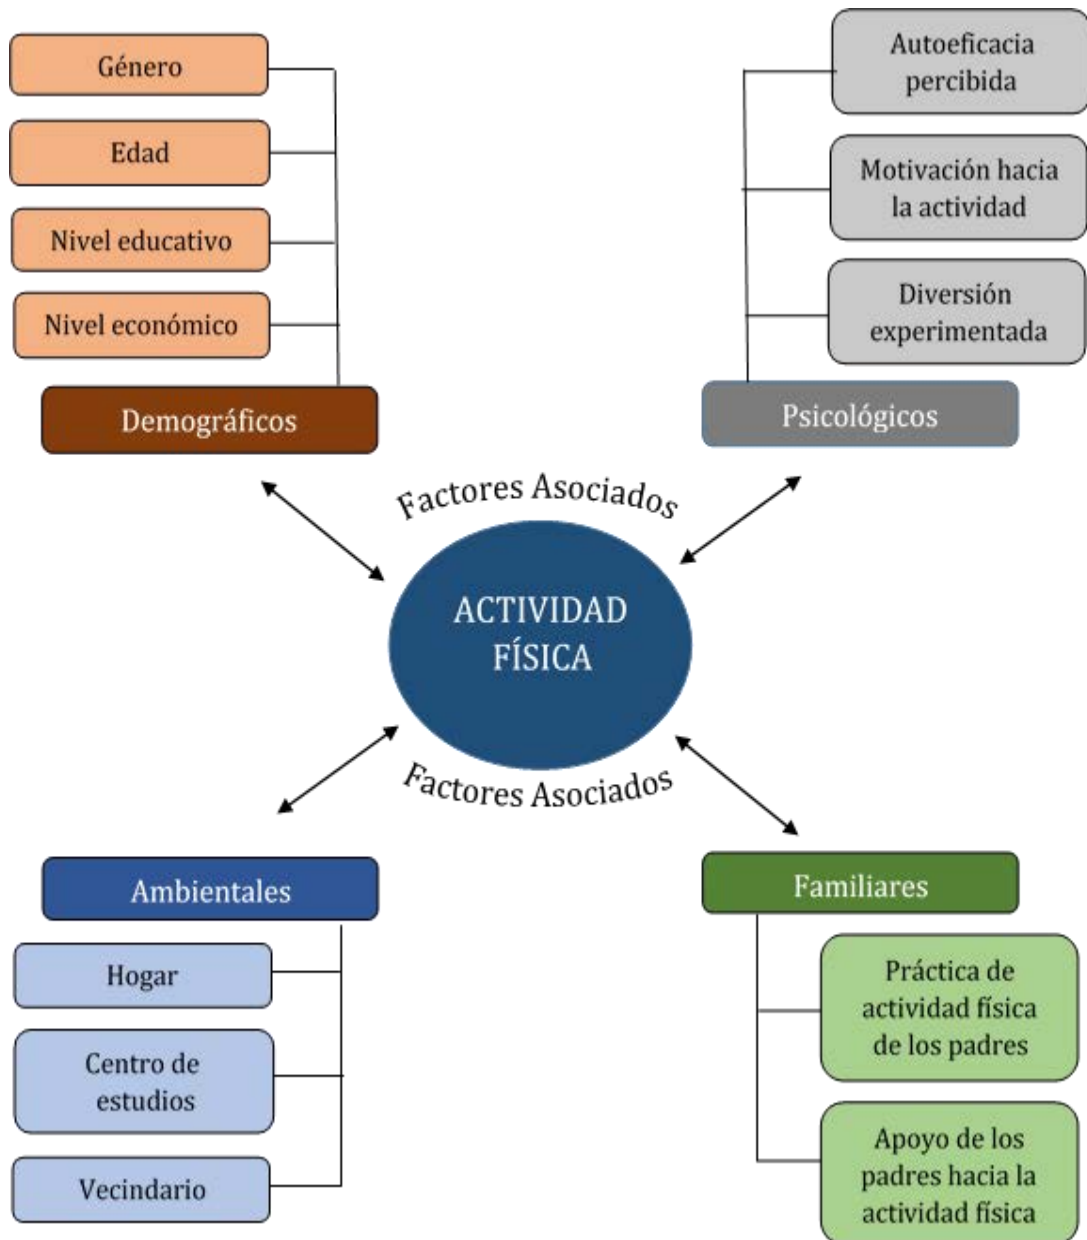 Género
Edad
Nivel educativo
Nivel económico
Demográficos
Autoeficacia
percibida
Motivación hacia
la actividad
Diversión
experimentada
Psicológicos
Factores Asociados
ACTIVIDAD
FÍSICA
Factores Asociados
Ambientales
Hogar
Centro de
estudios
Vecindario
Familiares
Práctica de
actividad física
de los padres
Apoyo de los
padres hacia la
actividad física